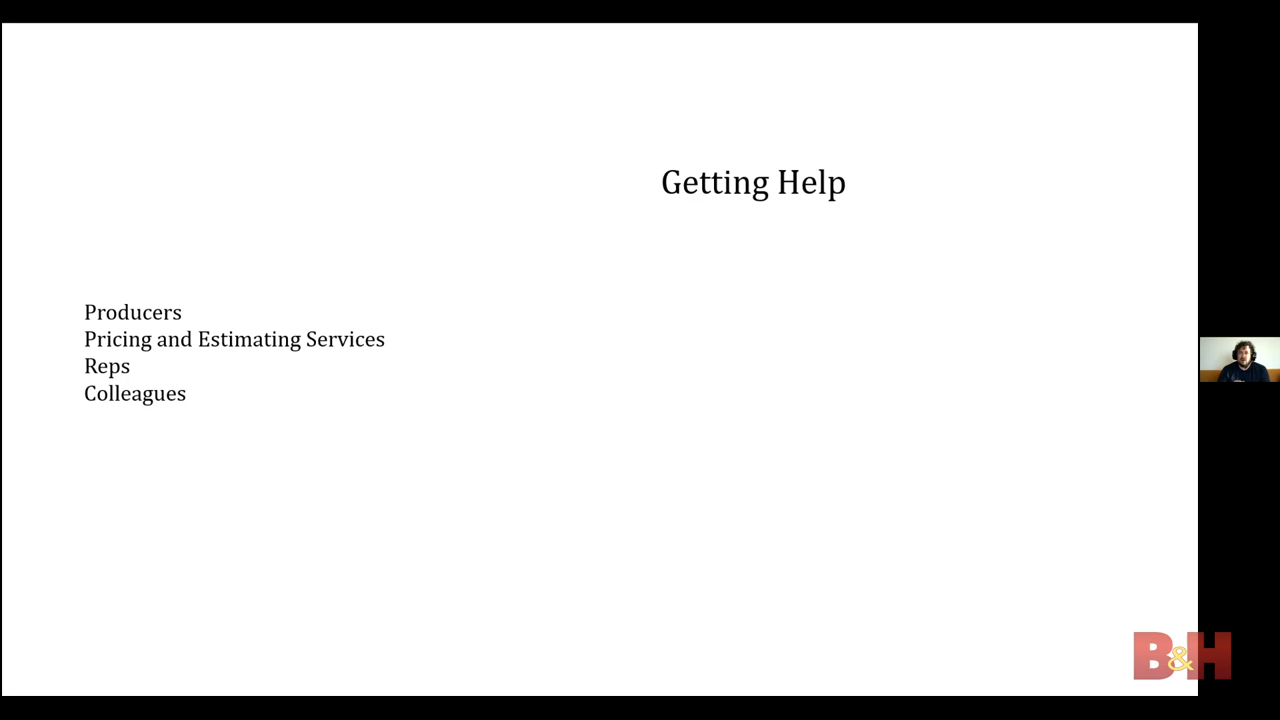 Getting Help
Producers
Pricing and Estimating Services
Reps
Colleagues
B&H